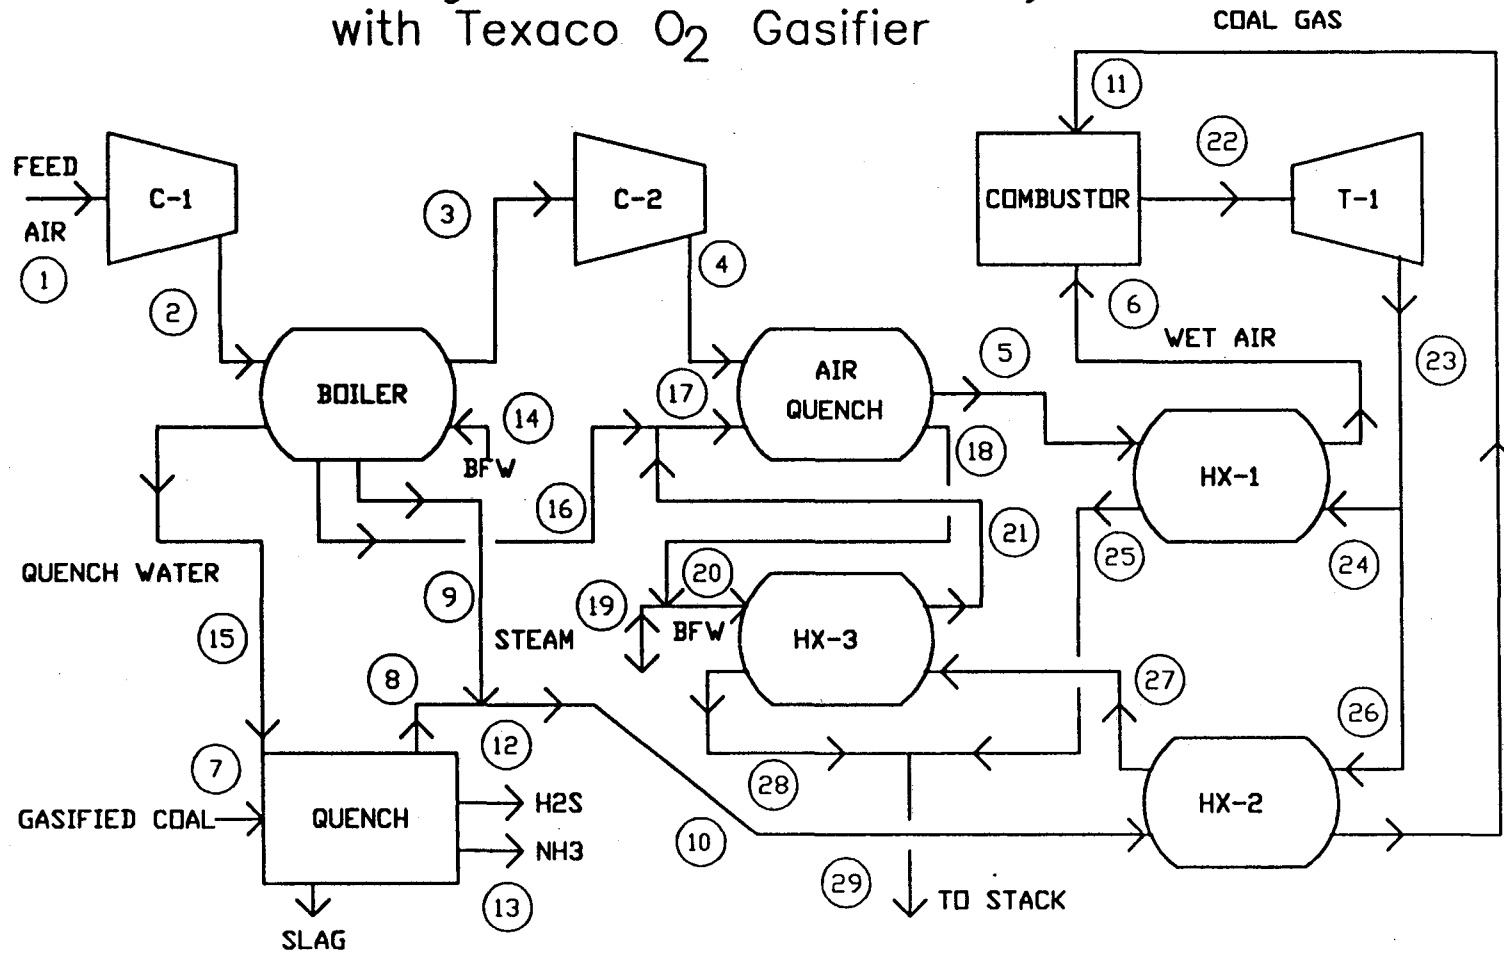 with Texaco O2 Gasifier
COAL GAS
11
22
FEED
C-1
AIR
1
2
3
C-2
4
COMBUSTOR
T-1
6
WET AIR
23
5
BOILER
14
BFW
17
AIR
QUENCH
18
HX-1
16
21
25
24
QUENCH WATER
15
9
STEAM
19
20
BFW
HX-3
8
12
27
26
7
GASIFIED COAL
QUENCH
H2S
NH3
13
SLAG
28
10
HX-2
29
TO STACK